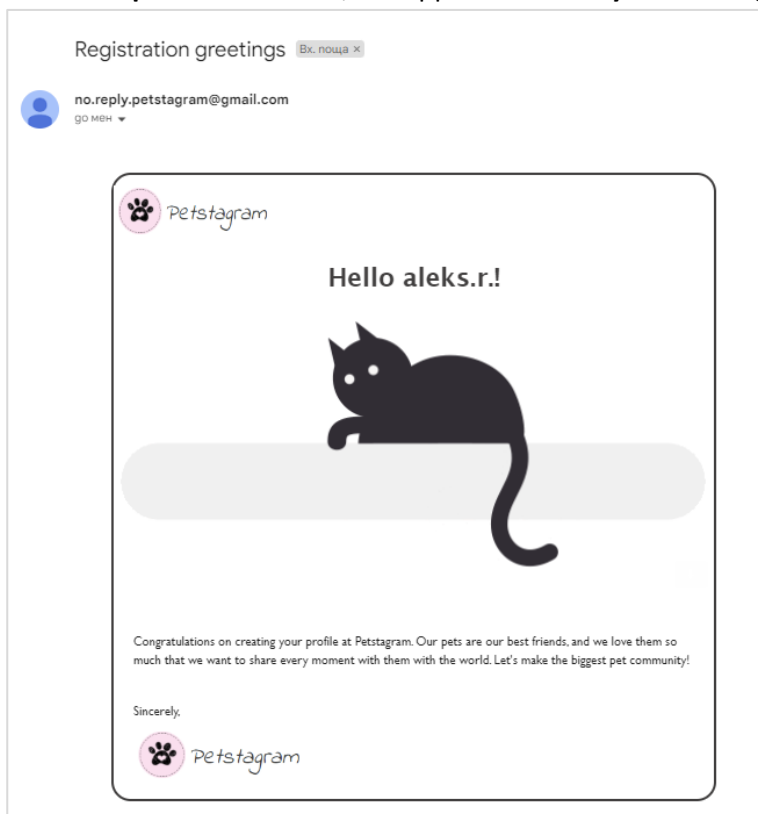 Registration greetings Вх. поща ×
no.reply.petstagram@gmail.com
до мен
Petstagram
Hello aleks.r.!
Congratulations on creating your profile at Petstagram. Our pets are our best friends, and we love them so
much that we want to share every moment with them with the world. Let's make the biggest pet community!
Sincerely,
Petstagram